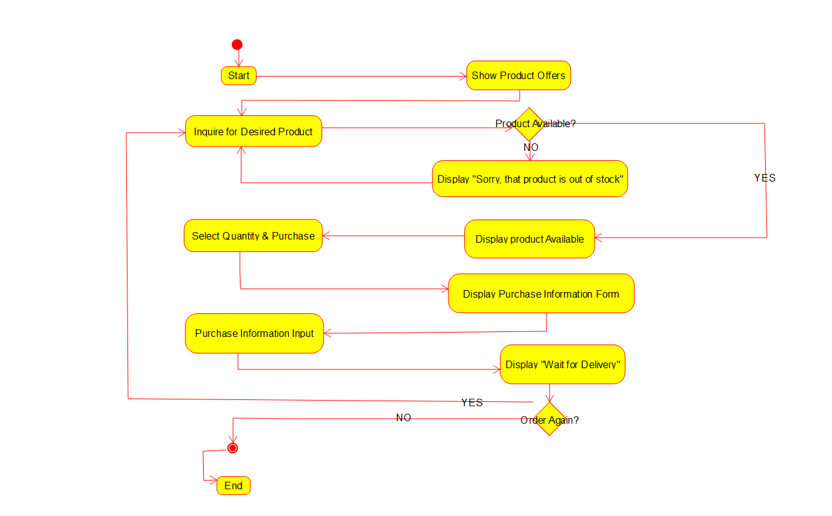 Start
Show Product Offers
Inquire for Desired Product
Product Available?
NO
Display "Sorry, that product is out of stock"
YES
Select Quantity & Purchase
Display product Available
Display Purchase Information Form
Purchase Information Input
Display "Wait for Delivery"
YES
NO
Order Again?
End